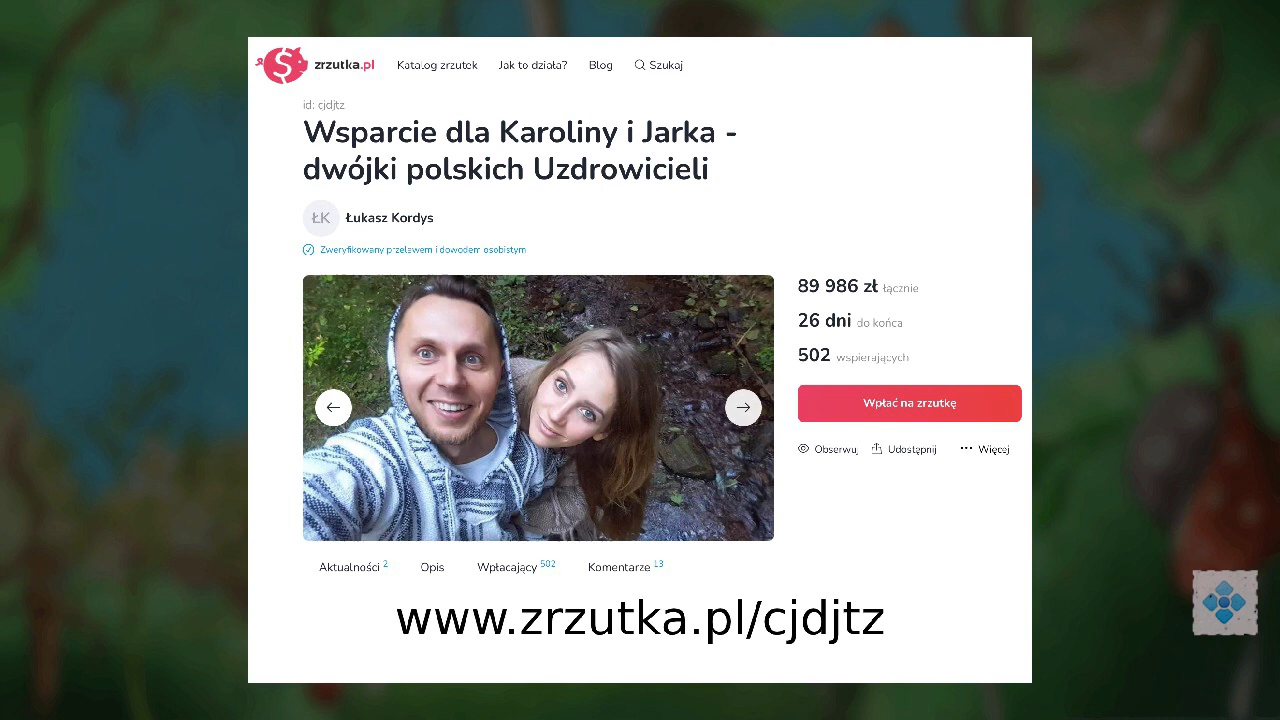 zrzutka.pl Katalog zrzutek Jak to działa? Blog Szukaj
id: cjdjtz
Wsparcie dla Karoliny i Jarka -
dwójki polskich Uzdrowicieli
ŁK Łukasz Kordys
Zweryfikowany przelewem i dowodem osobistym
89 986 zł łącznie
26 dni do końca
502 wspierających
Wpłać na zrzutkę
Obserwuj Udostępnij Więcej
Aktualności 2 Opis Wpłacający 502 Komentarze 13
www.zrzutka.pl/cjdjtz